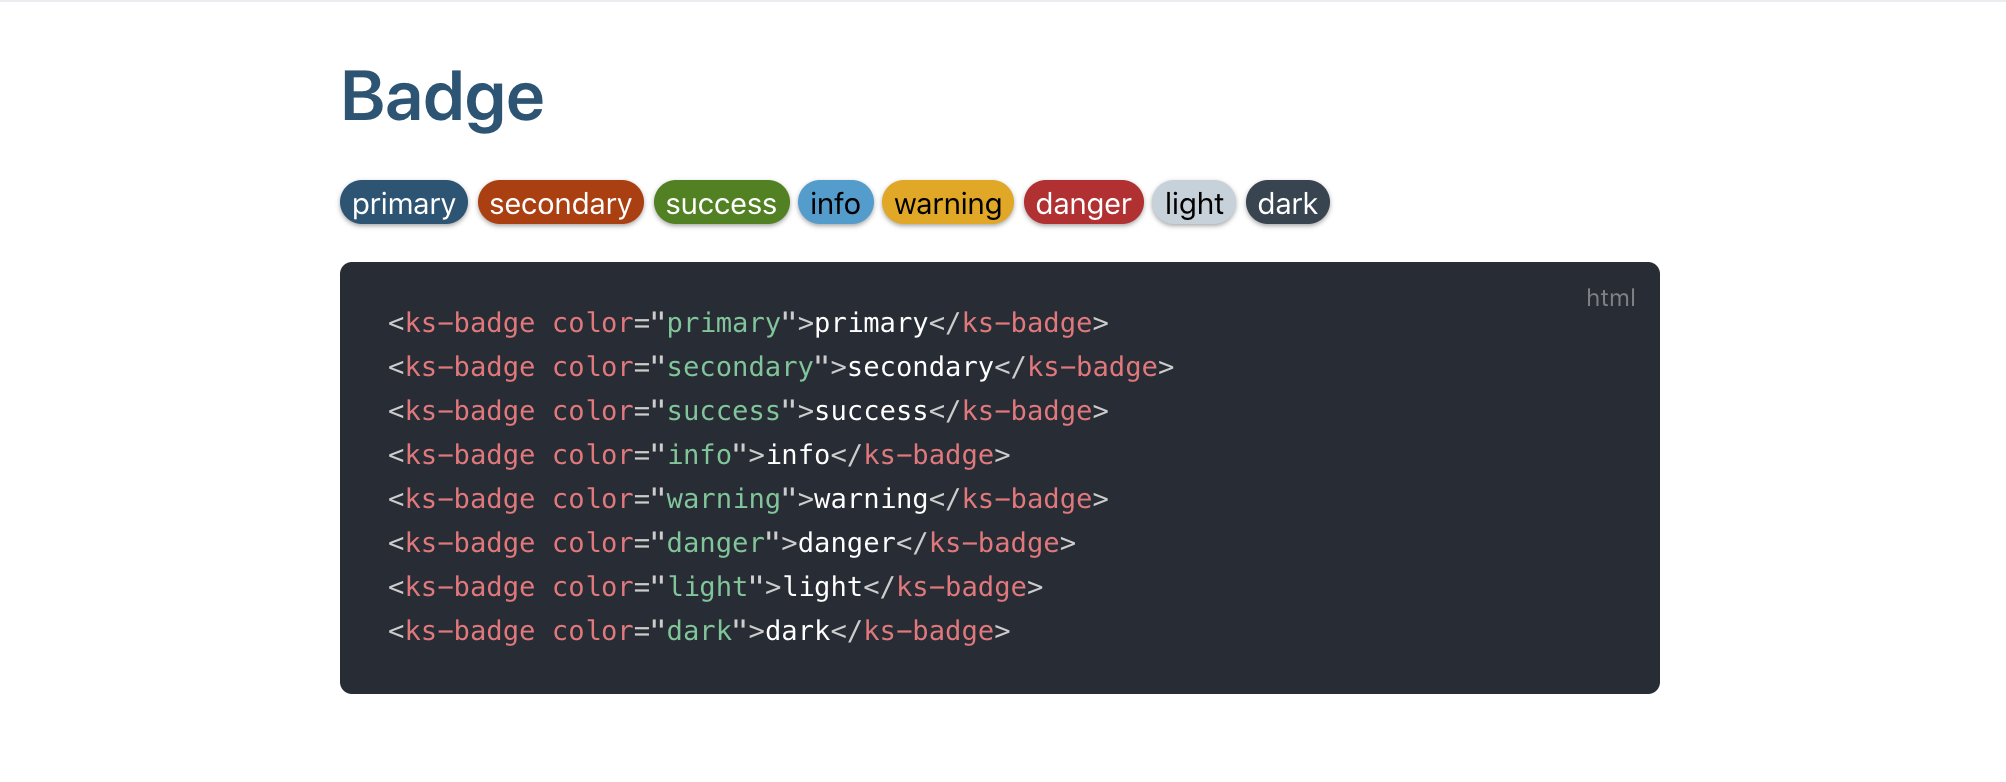 Badge
primary secondary success info warning danger light dark
html
<ks-badge color="primary">primary</ks-badge>
<ks-badge color="secondary">secondary</ks-badge>
<ks-badge color="success">success</ks-badge>
<ks-badge color="info">info</ks-badge>
<ks-badge color="warning">warning</ks-badge>
<ks-badge color="danger">danger</ks-badge>
<ks-badge color="light">light</ks-badge>
<ks-badge color="dark">dark</ks-badge>